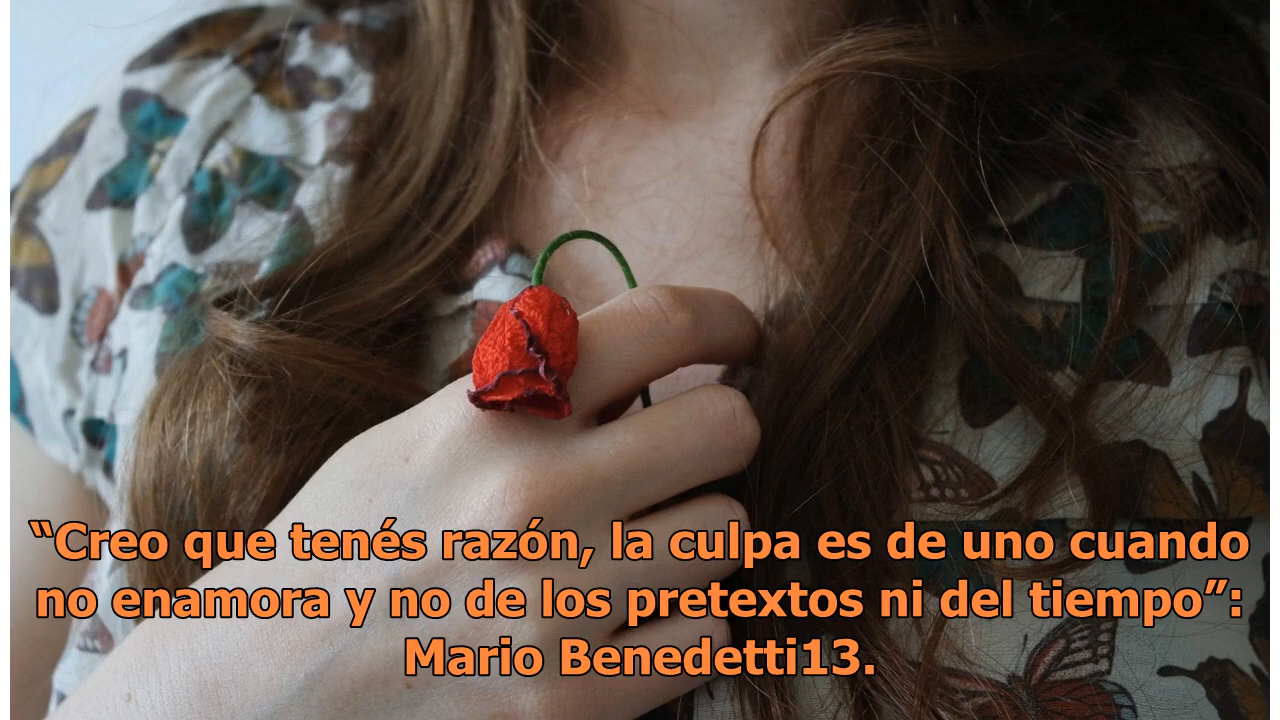 “Creo que tenés razón, la culpa es de uno cuando
no enamora y no de los pretextos ni del tiempo”:
Mario Benedetti13.